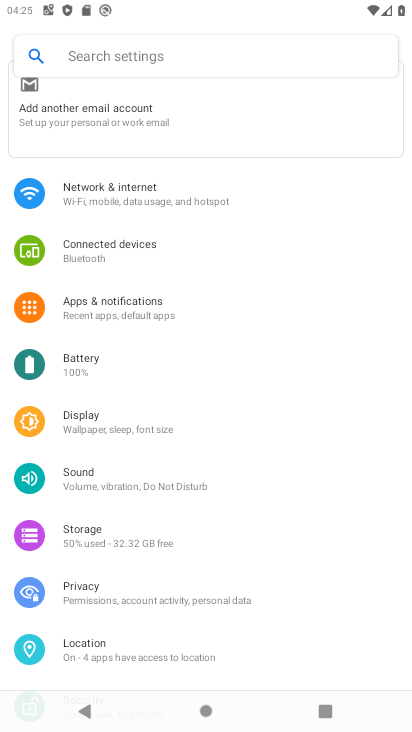 04:25
Search settings
Add another email account
Set up your personal or work email
Network & internet
Wi-Fi, mobile, data usage, and hotspot
Connected devices
Bluetooth
Apps & notifications
Recent apps, default apps
Battery
100%
Display
Wallpaper, sleep, font size
Sound
Volume, vibration, Do Not Disturb
Storage
50% used - 32.32 GB free
Privacy
Permissions, account activity, personal data
Location
On - 4 apps have access to location
Security